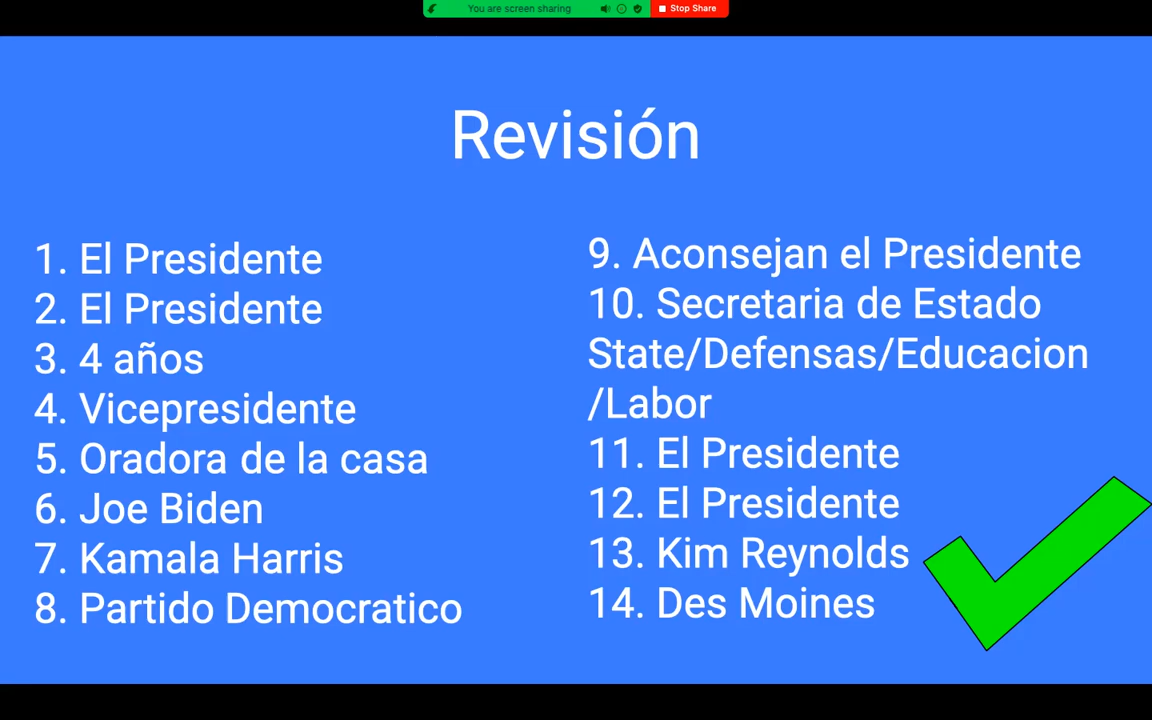 You are screen sharing
Stop Share
Revisión
1. El Presidente
2. El Presidente
3. 4 años
4. Vicepresidente
5. Oradora de la casa
6. Joe Biden
7. Kamala Harris
8. Partido Democratico
9. Aconsejan el Presidente
10. Secretaria de Estado
State/Defensas/Educacion
/Labor
11. El Presidente
12. El Presidente
13. Kim Reynolds
14. Des Moines